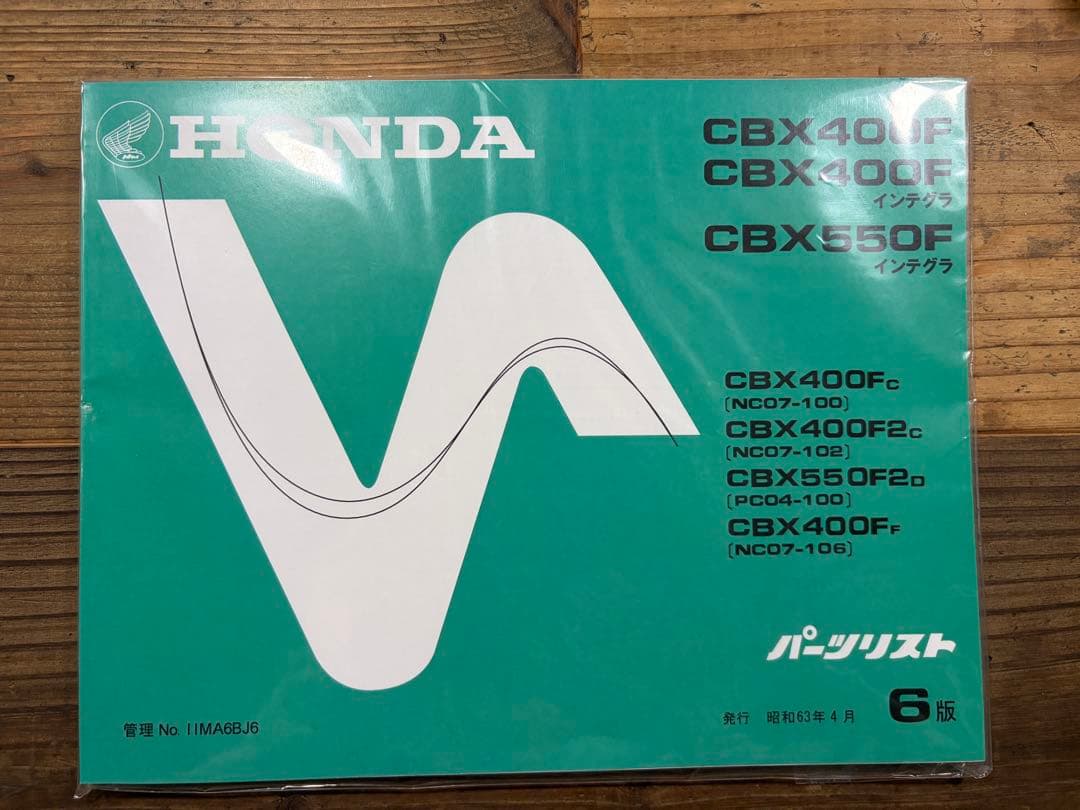 HONDA
CBX400F
CBX400F
インテグラ
CBX550F
インテグラ
CBX400Fc
[NC07-100]
CBX400F2c
[NC07-102]
CBX550F2D
[PC04-100]
CBX400FF
[NC07-106]
パーツリスト
管理 No. IIMA6BJ6
発行 昭和63年4月 6版